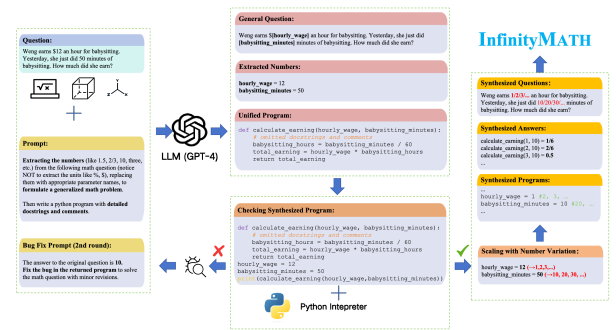 Question:
Weng earns $12 an hour for babysitting.
Yesterday, she just did 50 minutes of
babysitting. How much did she earn?
√x
Y
X
Z
Prompt:
Extracting the numbers (like 1.5, 2/3, 10, three,
etc.) from the following math question (notice
NOT to extract the units like %, $), replacing
them with appropriate parameter names, to
formulate a generalized math problem.
Then write a python program with detailed
docstrings and comments.
Bug Fix Prompt (2nd round):
The answer to the original question is 10.
Fix the bug in the returned program to solve
the math question with minor revisions.
LLM (GPT-4)
General Question:
Weng earns $[hourly_wage] an hour for babysitting. Yesterday, she just did
[babysitting_minutes] minutes of babysitting. How much did she earn?
Extracted Numbers:
hourly_wage = 12
babysitting_minutes = 50
Unified Program:
def calculate_earning(hourly_wage, babysitting_minutes):
# omitted docstrings and comments
babysitting_hours = babysitting_minutes / 60
total_earning = hourly_wage * babysitting_hours
return total_earning
Checking Synthesized Program:
def calculate_earning(hourly_wage, babysitting_minutes):
# omitted docstrings and comments
babysitting_hours = babysitting_minutes / 60
total_earning = hourly_wage * babysitting_hours
return total_earning
hourly_wage = 12
babysitting_minutes = 50
print(calculate_earning(hourly_wage,babysitting_minutes))
Python Intepreter
INFINITYMATH
Synthesized Questions:
Weng earns 1/2/3/... an hour for babysitting.
Yesterday, she just did 10/20/30/... minutes of
babysitting. How much did she earn?
Synthesized Answers:
calculate_earning(1, 10) = 1/6
calculate_earning(2, 10) = 2/6
calculate_earning(3, 10) = 0.5
...
Synthesized Programs:
...
hourly_wage = 1 #2, 3, …
babysitting_minutes = 10 #20, …
...
Scaling with Number Variation:
hourly_wage = 12 (→1,2,3,...)
babysitting_minutes = 50 (→10, 20, 30, ...)